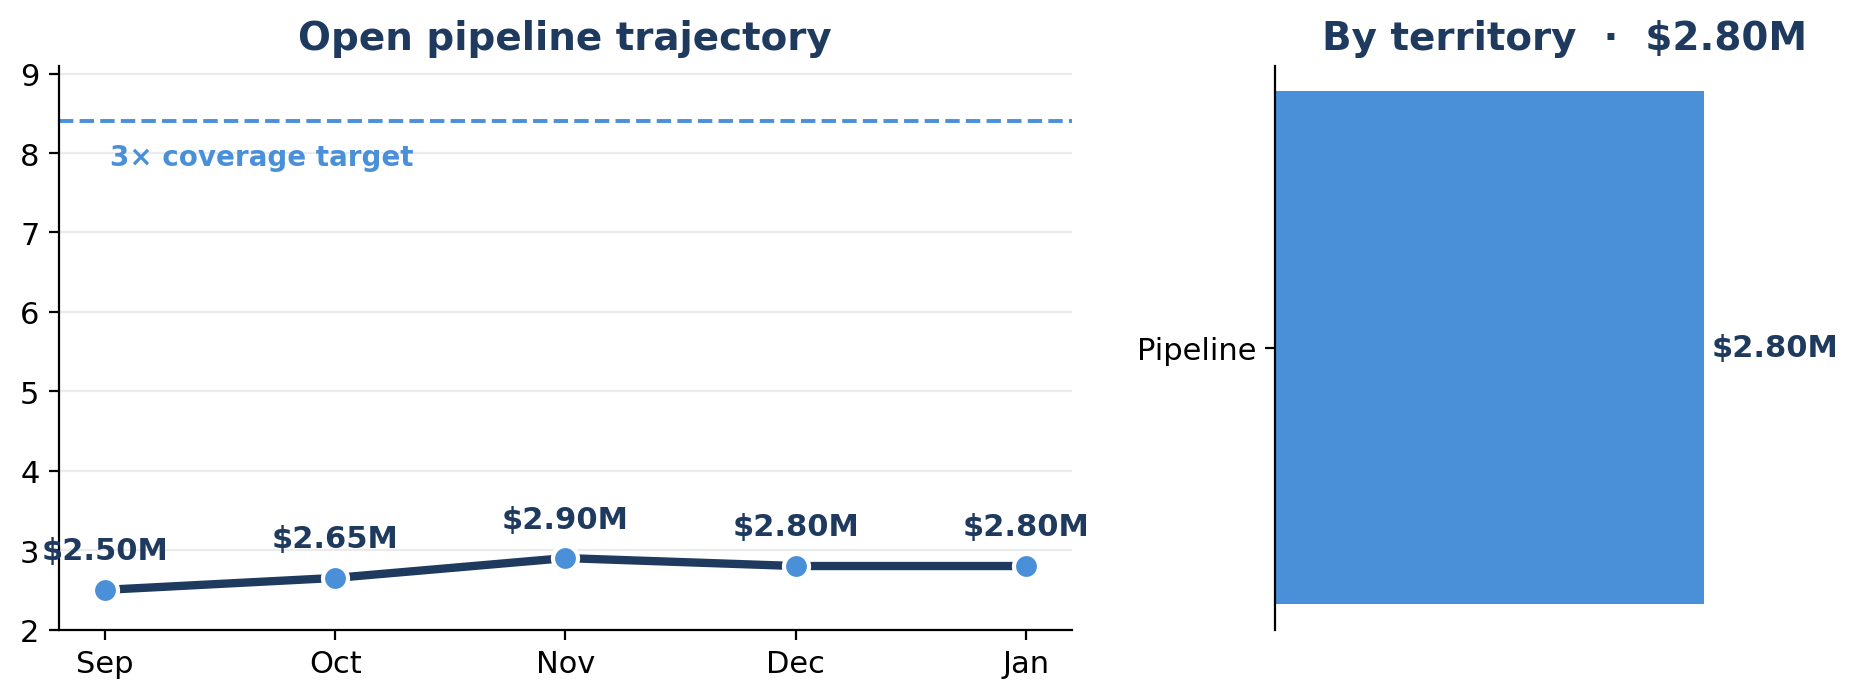 Open pipeline trajectory
9
8
7
6
5
4
3
2
3× coverage target
$2.50M
$2.65M
$2.90M
$2.80M
$2.80M
Sep
Oct
Nov
Dec
Jan
By territory · $2.80M
Pipeline
$2.80M